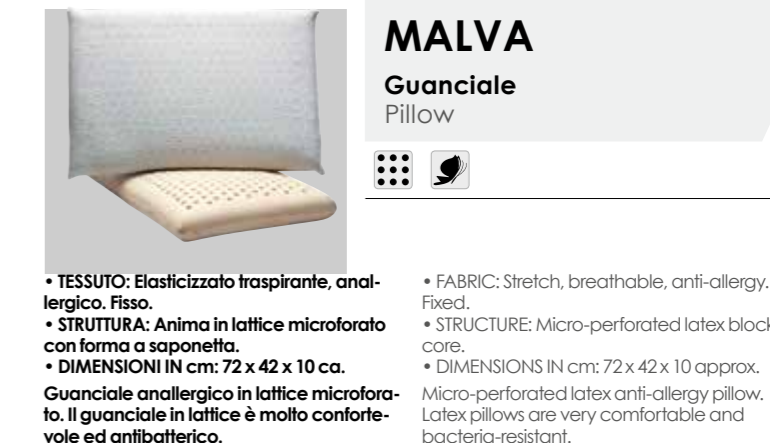 MALVA
Guanciale
Pillow
• TESSUTO: Elasticizzato traspirante, anal-
lergico. Fisso.
• STRUTTURA: Anima in lattice microforato
con forma a saponetta.
• DIMENSIONI IN cm: 72 x 42 x 10 ca.
Guanciale anallergico in lattice microfora-
to. Il guanciale in lattice è molto conforte-
vole ed antibatterico.
• FABRIC: Stretch, breathable, anti-allergy.
Fixed.
• STRUCTURE: Micro-perforated latex block
core.
• DIMENSIONS IN cm: 72 x 42 x 10 approx.
Micro-perforated latex anti-allergy pillow.
Latex pillows are very comfortable and
bacteria-resistant.